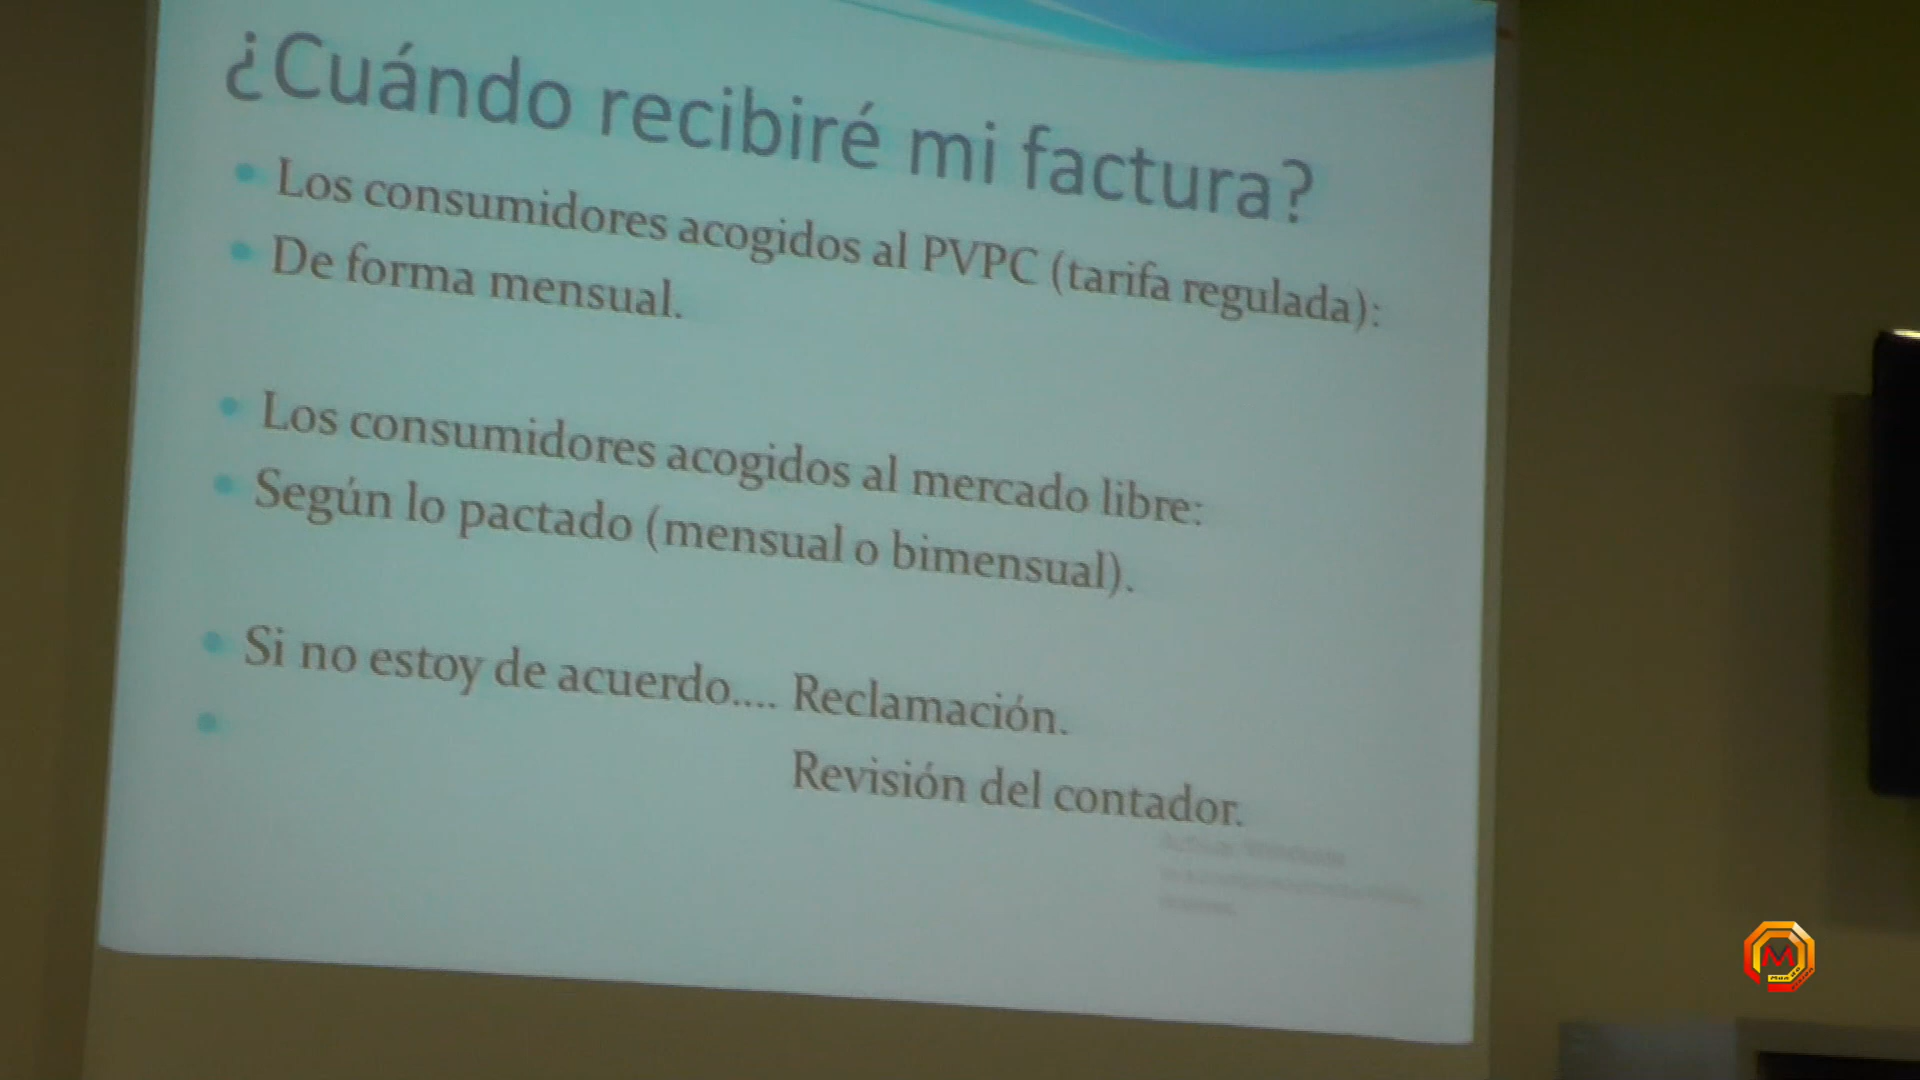 ¿Cuándo recibiré mi factura?
Los consumidores acogidos al PVPC (tarifa regulada):
De forma mensual.
Los consumidores acogidos al mercado libre:
Según lo pactado (mensual o bimensual).
Si no estoy de acuerdo.... Reclamación.
Revisión del contador.
M